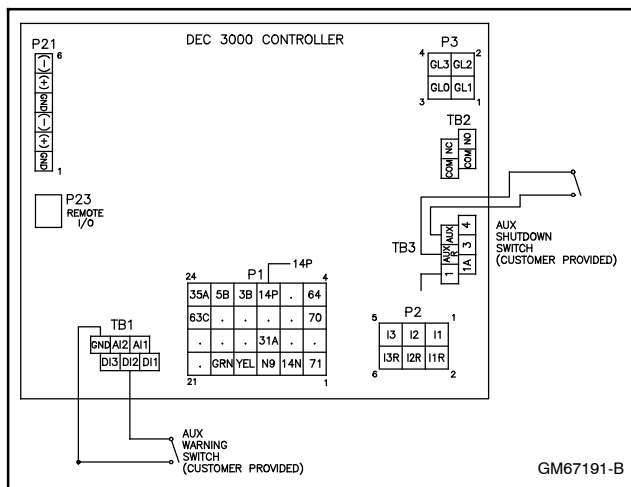 DEC 3000 CONTROLLER
P21
6
(-)
(+)
GND
(-)
(+)
GND
1
P23
REMOTE
I/O
P3
4 2
GL3 GL2
GL0 GL1
3 1
TB2
NC NO
COM COM
TB3
AUX AUX 4
R 3
1 1A
AUX
SHUTDOWN
SWITCH
(CUSTOMER PROVIDED)
14P
24 P1 4
35A 5B 3B 14P . 64
63C . . . . 70
. . . 31A . .
. GRN YEL N9 14N 71
21 1
P2
5 1
I3 I2 I1
I3R I2R I1R
6 2
TB1
GND AI2 AI1
DI3 DI2 DI1
AUX
WARNING
SWITCH
(CUSTOMER PROVIDED)
GM67191-B